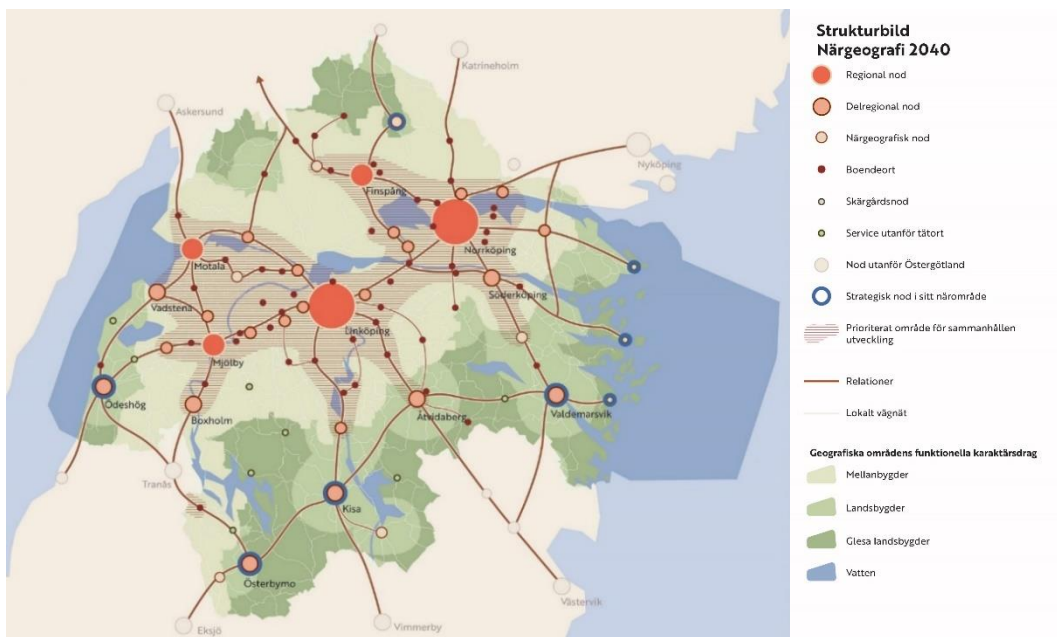 Strukturbild
Närgeografi 2040
Regional nod
Delregional nod
Närgeografisk nod
Boendeort
Skärgårdsnod
Service utanför tätort
Nod utanför Östergötland
Strategisk nod i sitt närområde
Prioriterat område för sammanhållen
utveckling
Relationer
Lokalt vägnät
Geografiska områdens funktionella karaktärsdrag
Mellanbygder
Landsbygder
Glesa landsbygder
Vatten
Katrineholm
Askersund
Nyköping
Finspång
Norrköping
Motala
Söderköping
Vadstena
Linköping
Mjölby
Ödeshög
Boxholm
Åtvidaberg
Valdemarsvik
Tranås
Kisa
Österbymo
Västervik
Eksjö
Vimmerby